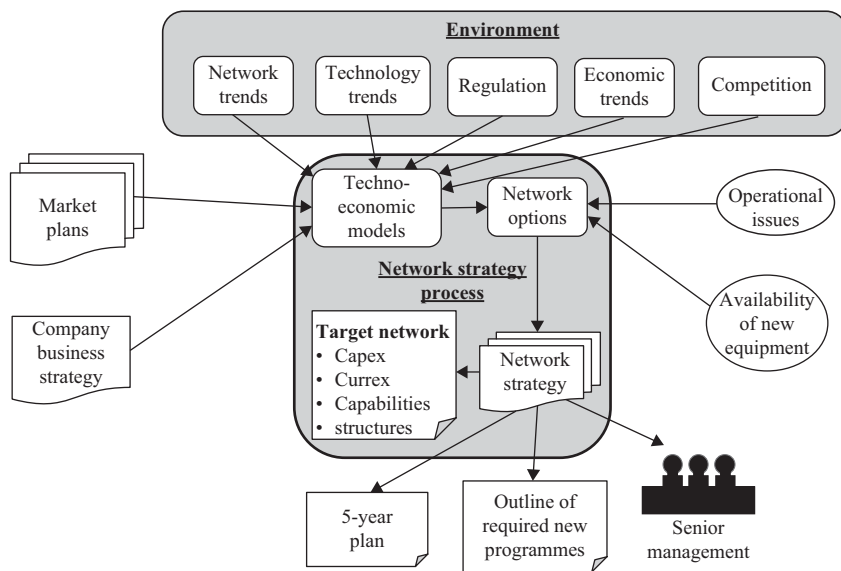 Environment
Network
trends
Technology
trends
Regulation
Economic
trends
Competition
Market
plans
Techno-
economic
models
Network
options
Operational
issues
Network strategy
process
Company
business
strategy
Availability
of new
equipment
Target network
• Capex
• Currex
• Capabilities
• structures
Network
strategy
5-year
plan
Outline of
required new
programmes
Senior
management